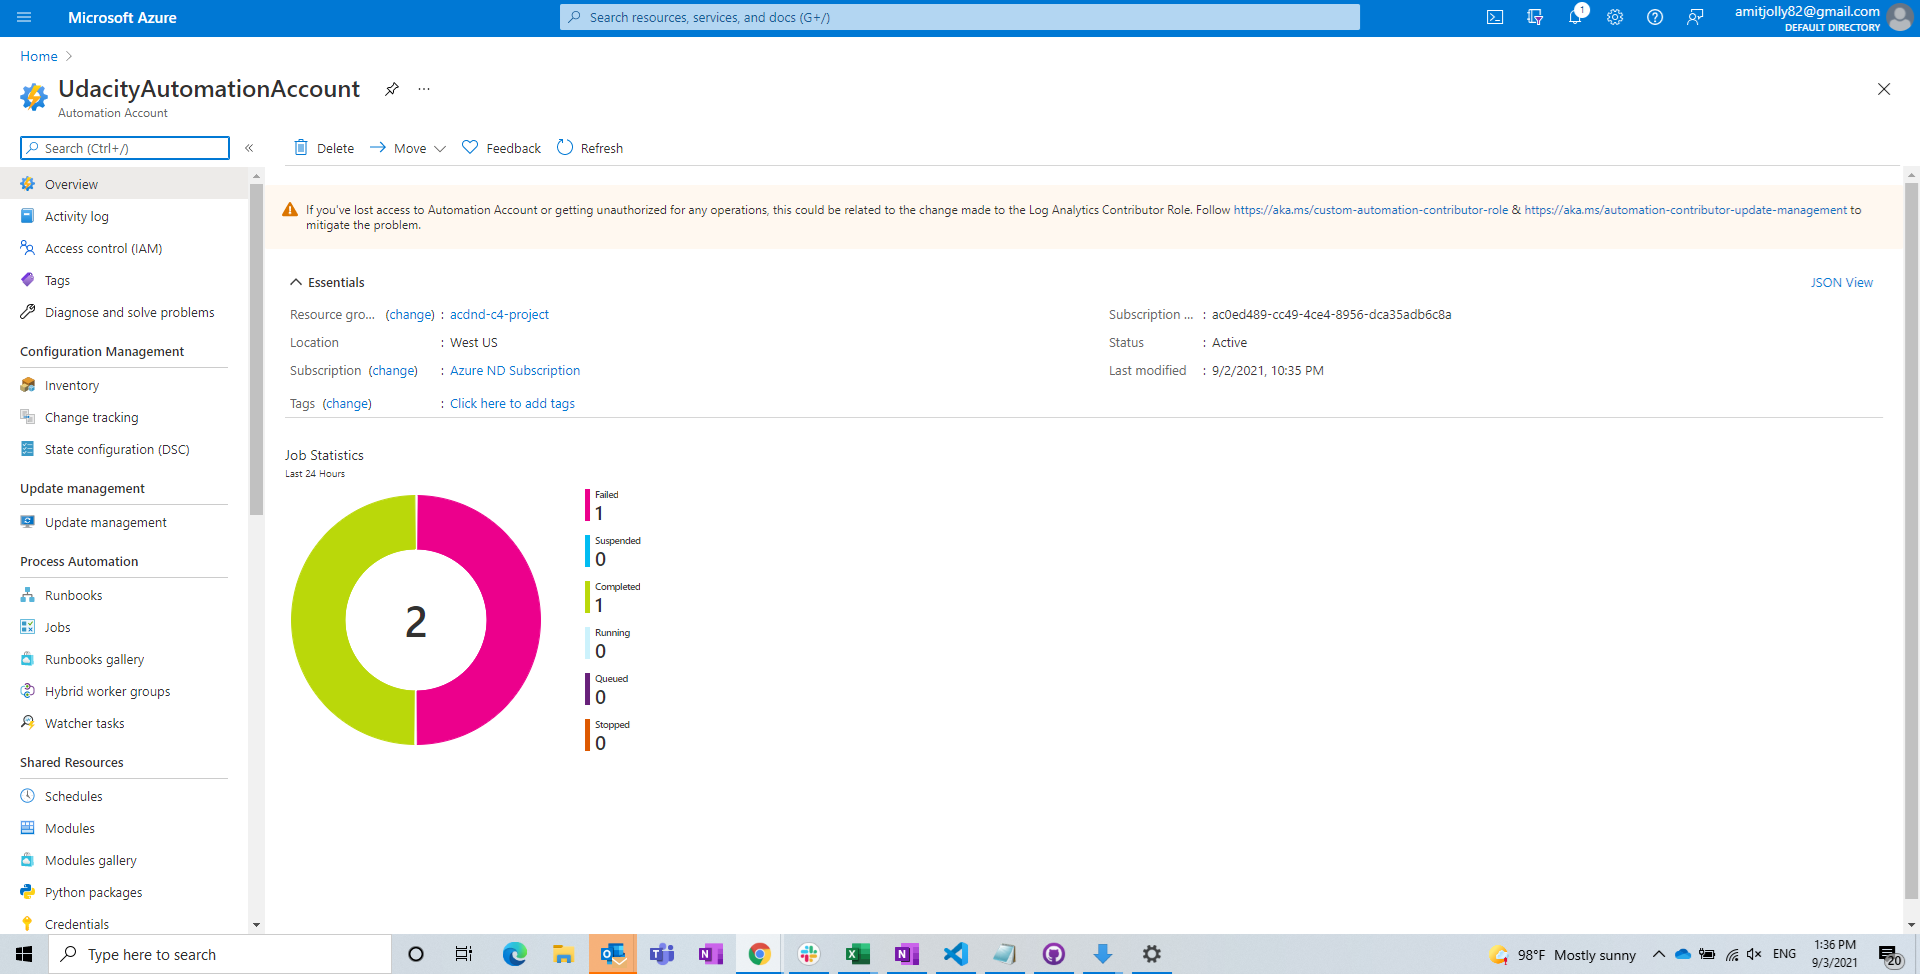 Microsoft Azure
Search resources, services, and docs (G+/)
1
amitjolly82@gmail.com
DEFAULT DIRECTORY
Home
UdacityAutomationAccount
Automation Account
Search (Ctrl+/)
Delete
Move
Feedback
Refresh
Overview
Activity log
Access control (IAM)
Tags
Diagnose and solve problems
Configuration Management
Inventory
Change tracking
State configuration (DSC)
Update management
Update management
Process Automation
Runbooks
Jobs
Runbooks gallery
Hybrid worker groups
Watcher tasks
Shared Resources
Schedules
Modules
Modules gallery
Python packages
Credentials
If you've lost access to Automation Account or getting unauthorized for any operations, this could be related to the change made to the Log Analytics Contributor Role. Follow https://aka.ms/custom-automation-contributor-role & https://aka.ms/automation-contributor-update-management to
mitigate the problem.
Essentials
JSON View
Resource gro... (change) : acdnd-c4-project
Location : West US
Subscription (change) : Azure ND Subscription
Tags (change) : Click here to add tags
Subscription ... : ac0ed489-cc49-4ce4-8956-dca35adb6c8a
Status : Active
Last modified : 9/2/2021, 10:35 PM
Job Statistics
Last 24 Hours
2
Failed
1
Suspended
0
Completed
1
Running
0
Queued
0
Stopped
0
Type here to search
98°F Mostly sunny
ENG
1:36 PM
9/3/2021
20